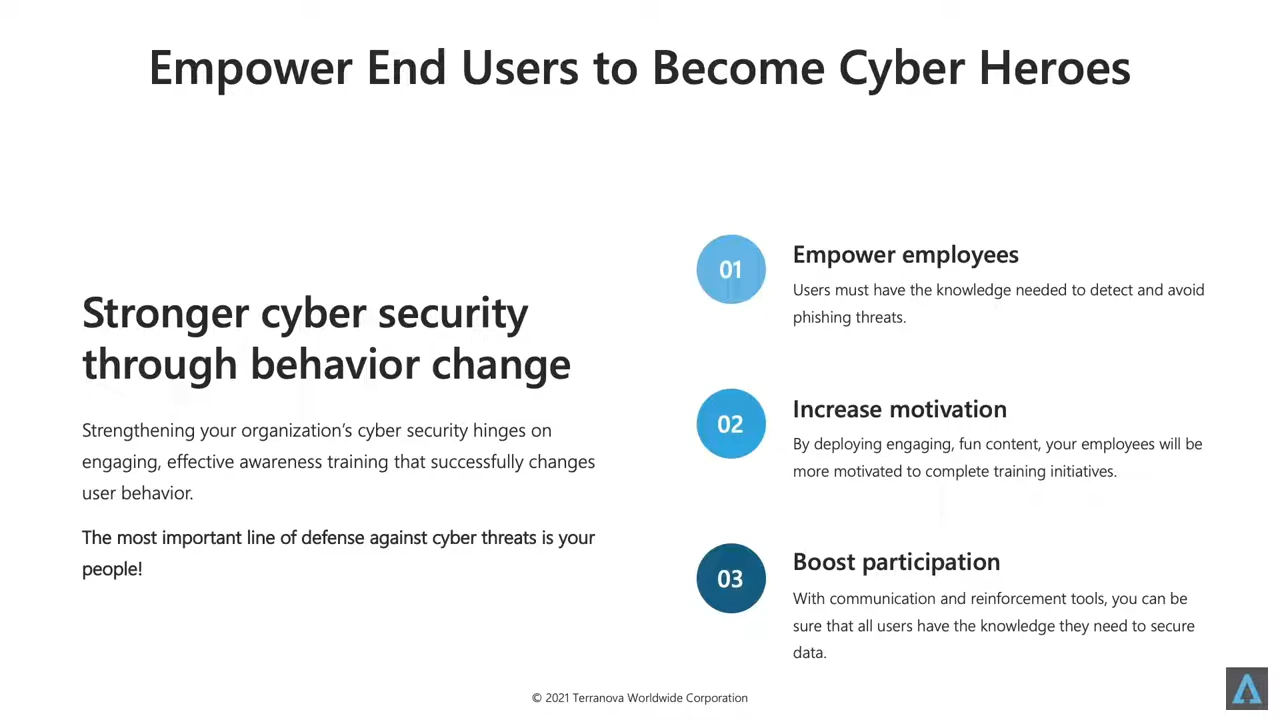 Empower End Users to Become Cyber Heroes
Stronger cyber security
through behavior change
Strengthening your organization’s cyber security hinges on
engaging, effective awareness training that successfully changes
user behavior.
The most important line of defense against cyber threats is your
people!
01
Empower employees
Users must have the knowledge needed to detect and avoid
phishing threats.
02
Increase motivation
By deploying engaging, fun content, your employees will be
more motivated to complete training initiatives.
03
Boost participation
With communication and reinforcement tools, you can be
sure that all users have the knowledge they need to secure
data.
© 2021 Terranova Worldwide Corporation